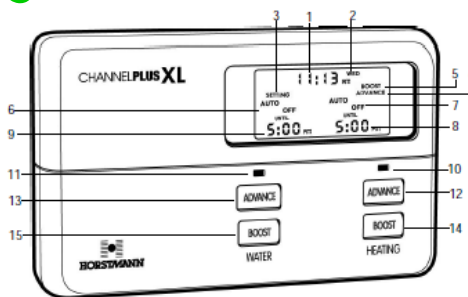 3 1 2
CHANNELPLUS XL
11:13 WED
AM
SETTING
BOOST
ADVANCE
5
6
AUTO OFF
AUTO OFF
7
UNTIL
UNTIL
8
9
5:00 PM
5:00 PM
11
10
13
ADVANCE
ADVANCE
12
15
BOOST
BOOST
14
WATER
HEATING
HORSTMANN